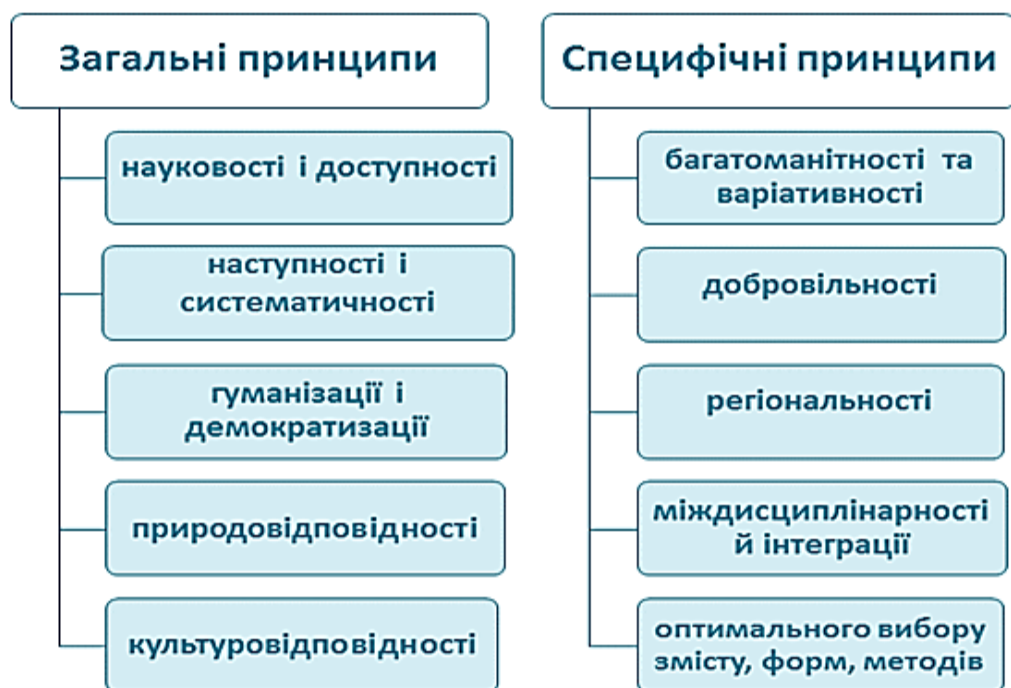 Загальні принципи
науковості і доступності
наступності і
систематичності
гуманізації і
демократизації
природовідповідності
культуровідповідності
Специфічні принципи
багатоманітності та
варіативності
добровільності
регіональності
міждисциплінарності
й інтеграції
оптимального вибору
змісту, форм, методів